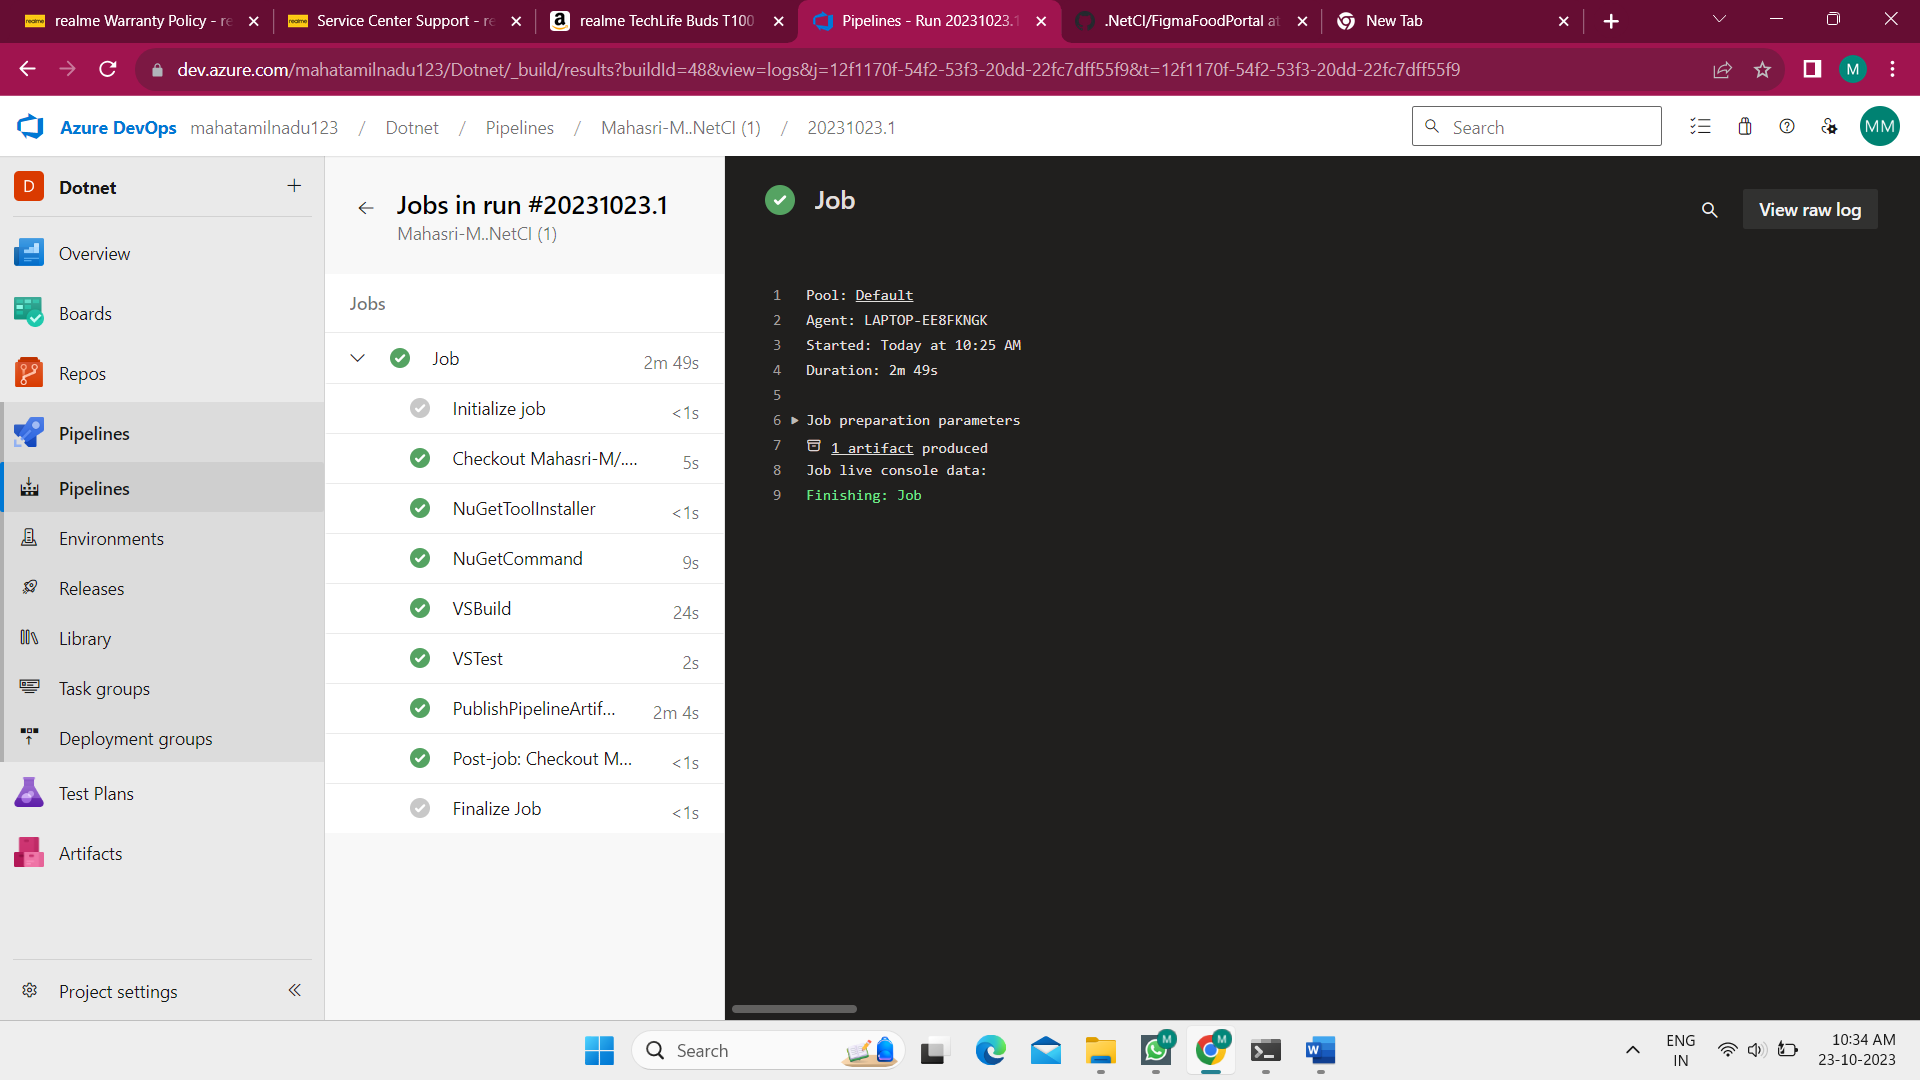 realme Warranty Policy - re
Service Center Support - re
realme TechLife Buds T100
Pipelines - Run 20231023.1
.NetCI/FigmaFoodPortal at
New Tab
dev.azure.com/mahatamilnadu123/Dotnet/_build/results?buildId=48&view=logs&j=12f1170f-54f2-53f3-20dd-22fc7dff55f9&t=12f1170f-54f2-53f3-20dd-22fc7dff55f9
M
Azure DevOps mahatamilnadu123 / Dotnet / Pipelines / Mahasri-M..NetCI (1) / 20231023.1
Search
MM
D Dotnet
Overview
Boards
Repos
Pipelines
Pipelines
Environments
Releases
Library
Task groups
Deployment groups
Test Plans
Artifacts
Project settings
Jobs in run #20231023.1
Mahasri-M..NetCI (1)
Jobs
Job 2m 49s
Initialize job <1s
Checkout Mahasri-M/.... 5s
NuGetToolInstaller <1s
NuGetCommand 9s
VSBuild 24s
VSTest 2s
PublishPipelineArtif... 2m 4s
Post-job: Checkout M... <1s
Finalize Job <1s
Job
View raw log
1 Pool: Default
2 Agent: LAPTOP-EE8FKNGK
3 Started: Today at 10:25 AM
4 Duration: 2m 49s
5
6 Job preparation parameters
7 1 artifact produced
8 Job live console data:
9 Finishing: Job
Search
M
M
ENG
IN
10:34 AM
23-10-2023